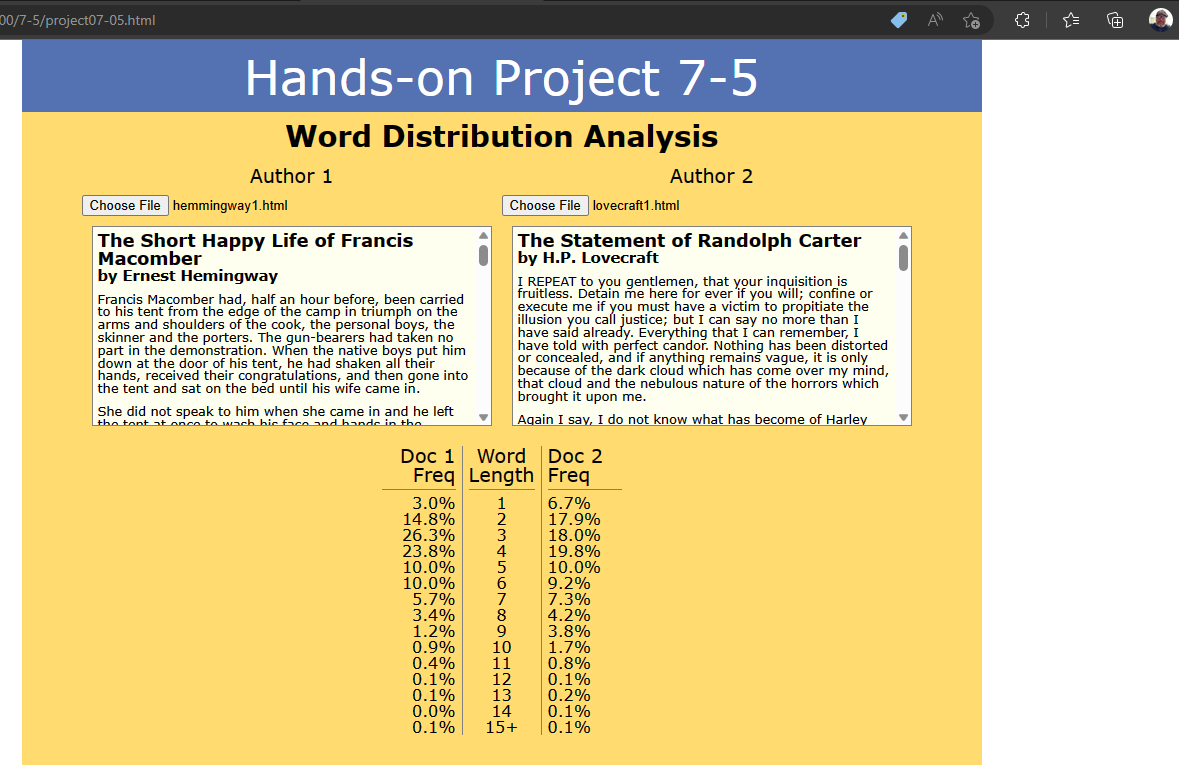 00/7-5/project07-05.html
Hands-on Project 7-5
Word Distribution Analysis
Author 1
Author 2
Choose File hemmingway1.html
Choose File lovecraft1.html
The Short Happy Life of Francis
Macomber
by Ernest Hemingway
Francis Macomber had, half an hour before, been carried
to his tent from the edge of the camp in triumph on the
arms and shoulders of the cook, the personal boys, the
skinner and the porters. The gun-bearers had taken no
part in the demonstration. When the native boys put him
down at the door of his tent, he had shaken all their
hands, received their congratulations, and then gone into
the tent and sat on the bed until his wife came in.
She did not speak to him when she came in and he left
the tent at once to wash his face and hands in the
The Statement of Randolph Carter
by H.P. Lovecraft
I REPEAT to you gentlemen, that your inquisition is
fruitless. Detain me here for ever if you will; confine or
execute me if you must have a victim to propitiate the
illusion you call justice; but I can say no more than I
have said already. Everything that I can remember, I
have told with perfect candor. Nothing has been distorted
or concealed, and if anything remains vague, it is only
because of the dark cloud which has come over my mind,
that cloud and the nebulous nature of the horrors which
brought it upon me.
Again I say, I do not know what has become of Harley
Doc 1 Word Doc 2
Freq Length Freq
3.0% 1 6.7%
14.8% 2 17.9%
26.3% 3 18.0%
23.8% 4 19.8%
10.0% 5 10.0%
10.0% 6 9.2%
5.7% 7 7.3%
3.4% 8 4.2%
1.2% 9 3.8%
0.9% 10 1.7%
0.4% 11 0.8%
0.1% 12 0.1%
0.1% 13 0.2%
0.0% 14 0.1%
0.1% 15+ 0.1%